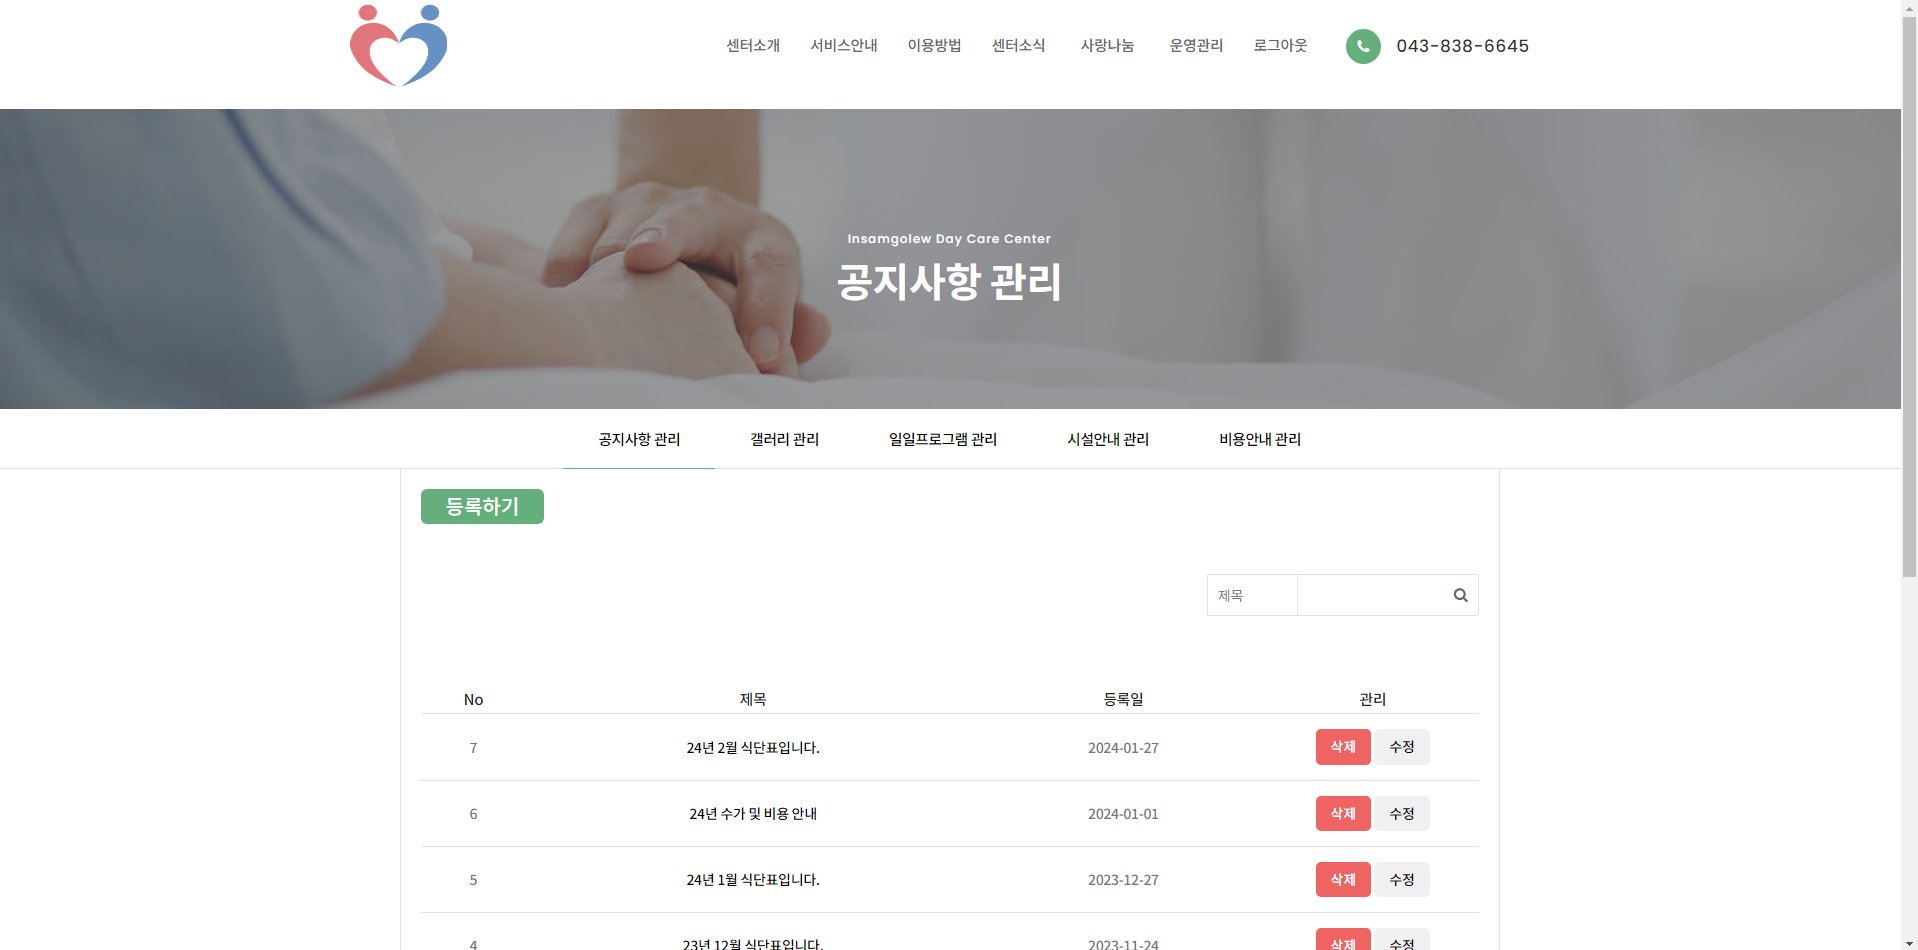 센터소개 서비스안내 이용방법 센터소식 사랑나눔 운영관리 로그아웃 043-838-6645
Insamgolew Day Care Center
공지사항 관리
공지사항 관리 갤러리 관리 일일프로그램 관리 시설안내 관리 비용안내 관리
등록하기
제목
No 제목 등록일 관리
7 24년 2월 식단표입니다. 2024-01-27 삭제 수정
6 24년 수가 및 비용 안내 2024-01-01 삭제 수정
5 24년 1월 식단표입니다. 2023-12-27 삭제 수정
4 23년 12월 식단표입니다. 2023-11-24 삭제 수정